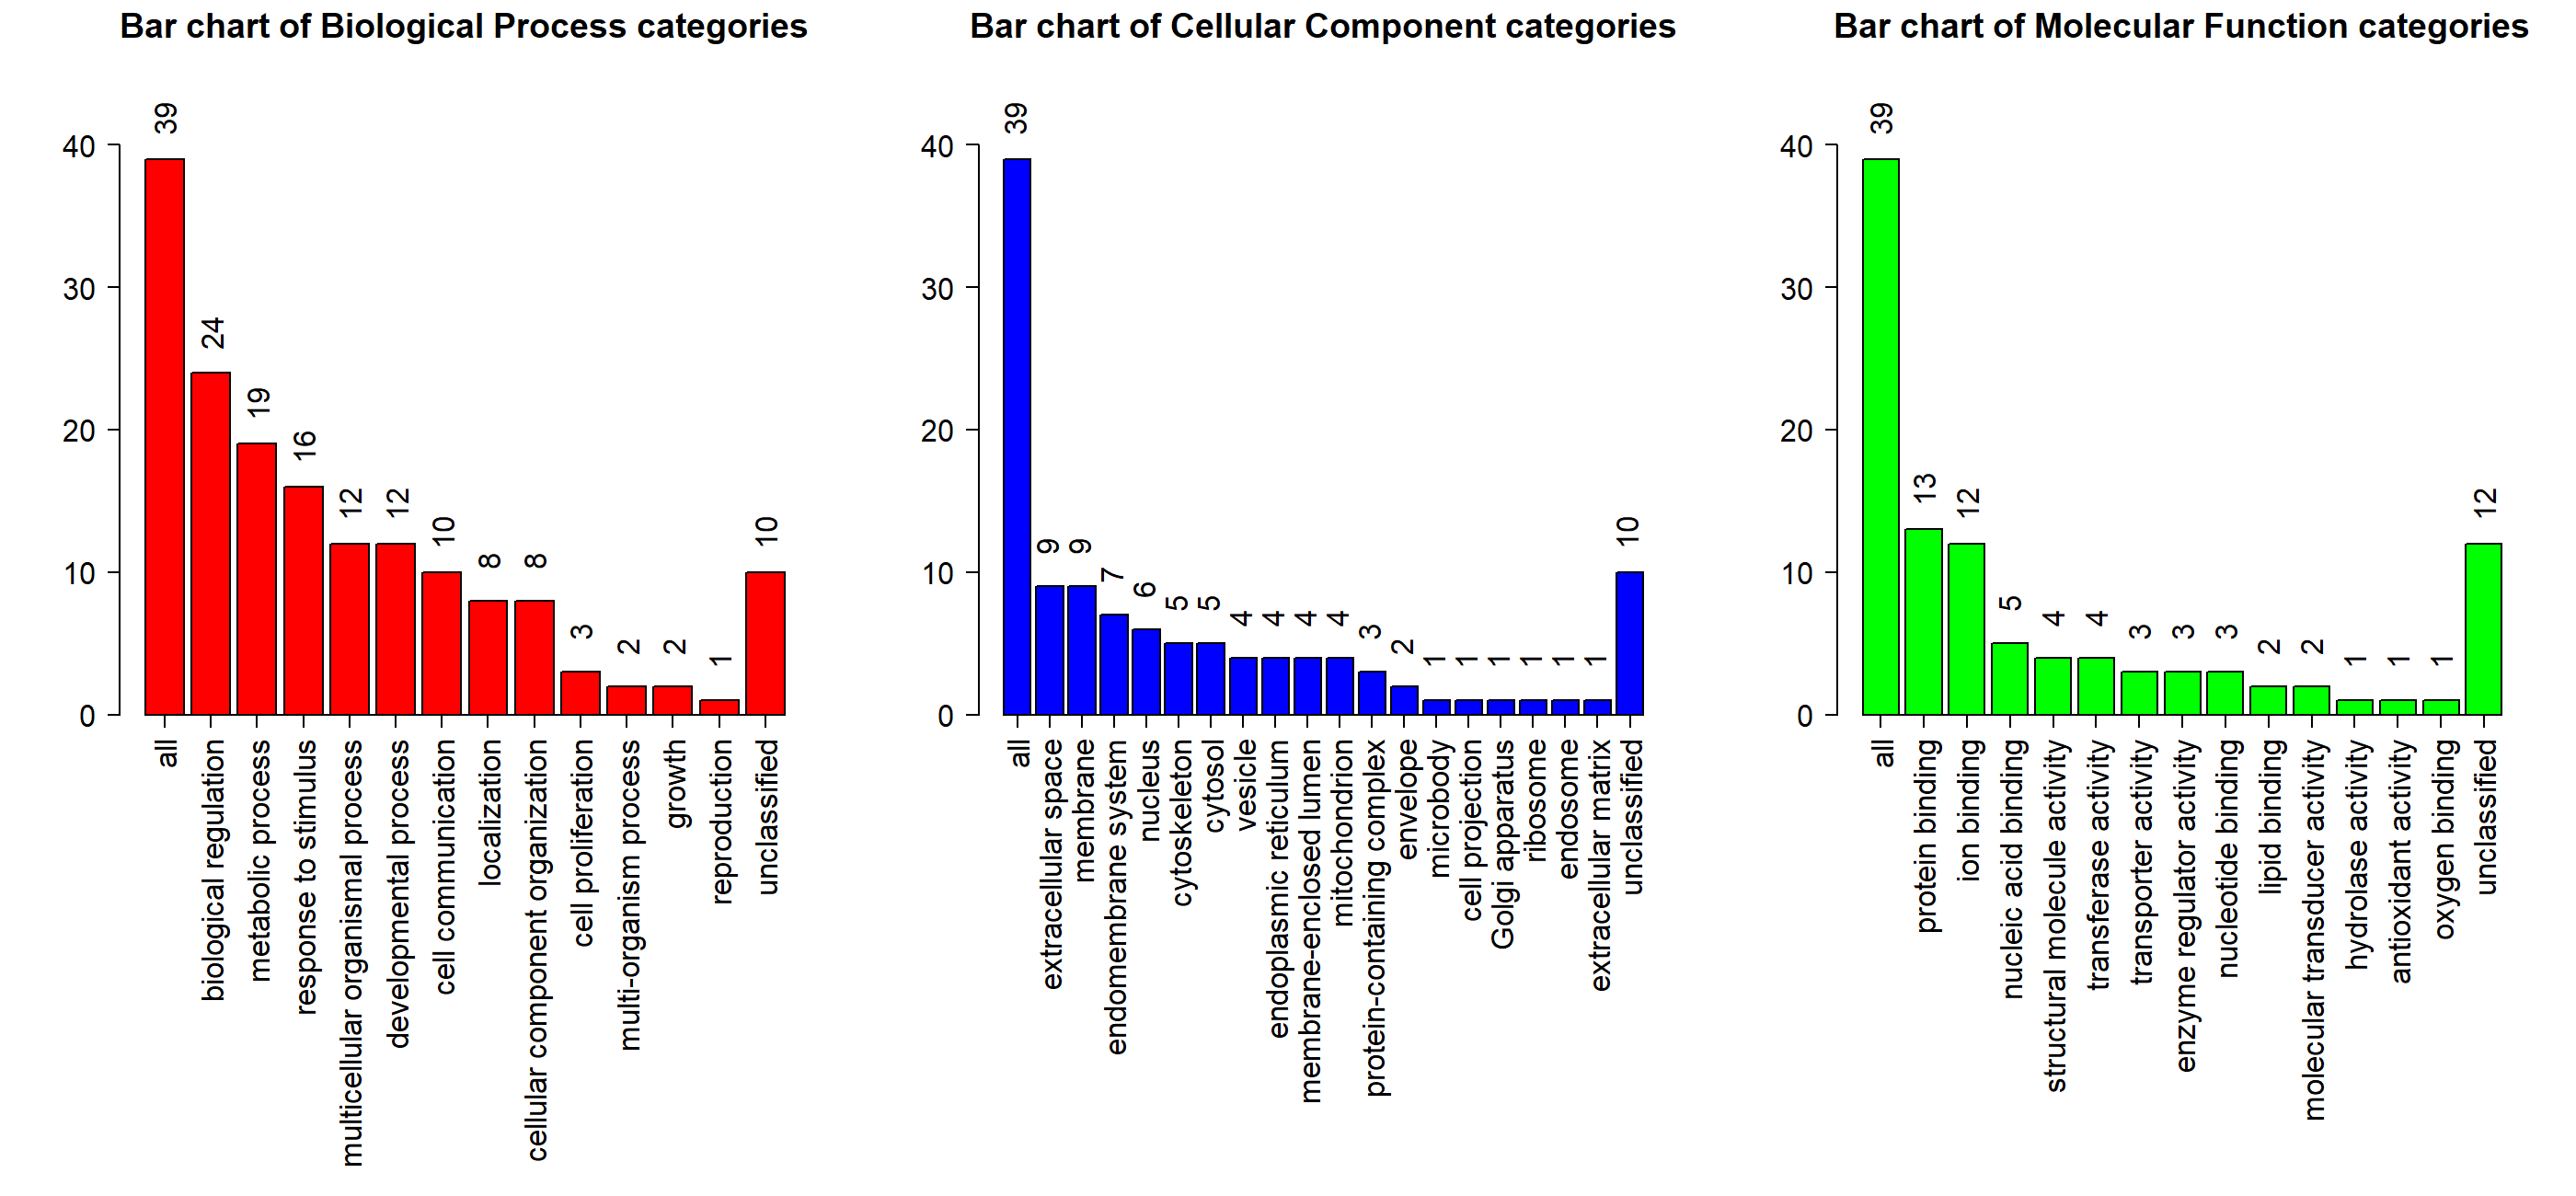 Bar chart of Biological Process categories
40
30
20
10
0
39
24
19
16
12
12
10
8
8
3
2
2
1
10
all
biological regulation
metabolic process
response to stimulus
multicellular organismal process
developmental process
cell communication
localization
cellular component organization
cell proliferation
multi-organism process
growth
reproduction
unclassified
Bar chart of Cellular Component categories
40
30
20
10
0
39
9
9
7
6
5
5
4
4
4
4
3
2
1
1
1
1
1
1
10
all
extracellular space
membrane
endomembrane system
nucleus
cytoskeleton
cytosol
vesicle
endoplasmic reticulum
membrane-enclosed lumen
mitochondrion
protein-containing complex
envelope
microbody
cell projection
Golgi apparatus
ribosome
endosome
extracellular matrix
unclassified
Bar chart of Molecular Function categories
40
30
20
10
0
39
13
12
5
4
4
3
3
3
2
2
1
1
1
12
all
protein binding
ion binding
nucleic acid binding
structural molecule activity
transferase activity
transporter activity
enzyme regulator activity
nucleotide binding
lipid binding
molecular transducer activity
hydrolase activity
antioxidant activity
oxygen binding
unclassified